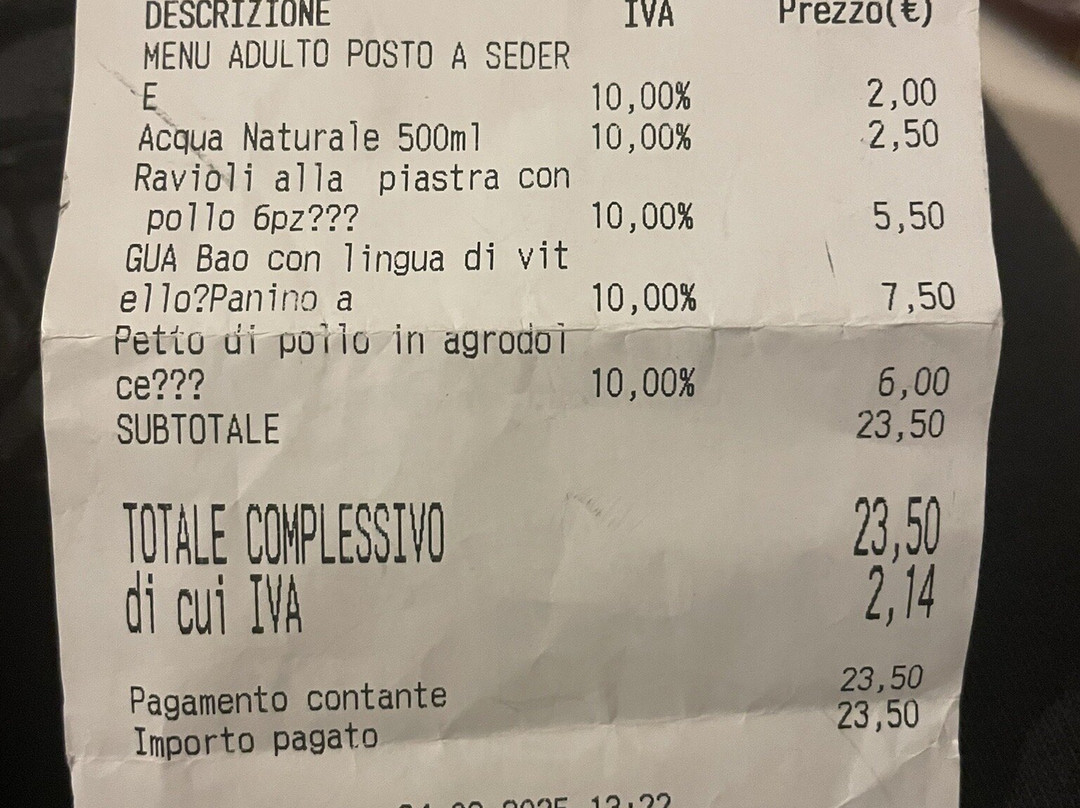 DESCRIZIONE IVA Prezzo(€)
MENU ADULTO POSTO A SEDER
E 10,00% 2,00
Acqua Naturale 500ml 10,00% 2,50
Ravioli alla piastra con
pollo 6pz??? 10,00% 5,50
GUA Bao con lingua di vit
ello?Panino a 10,00% 7,50
Petto di pollo in agrodol
ce??? 10,00% 6,00
SUBTOTALE 23,50
TOTALE COMPLESSIVO 23,50
di cui IVA 2,14
Pagamento contante 23,50
Importo pagato 23,50